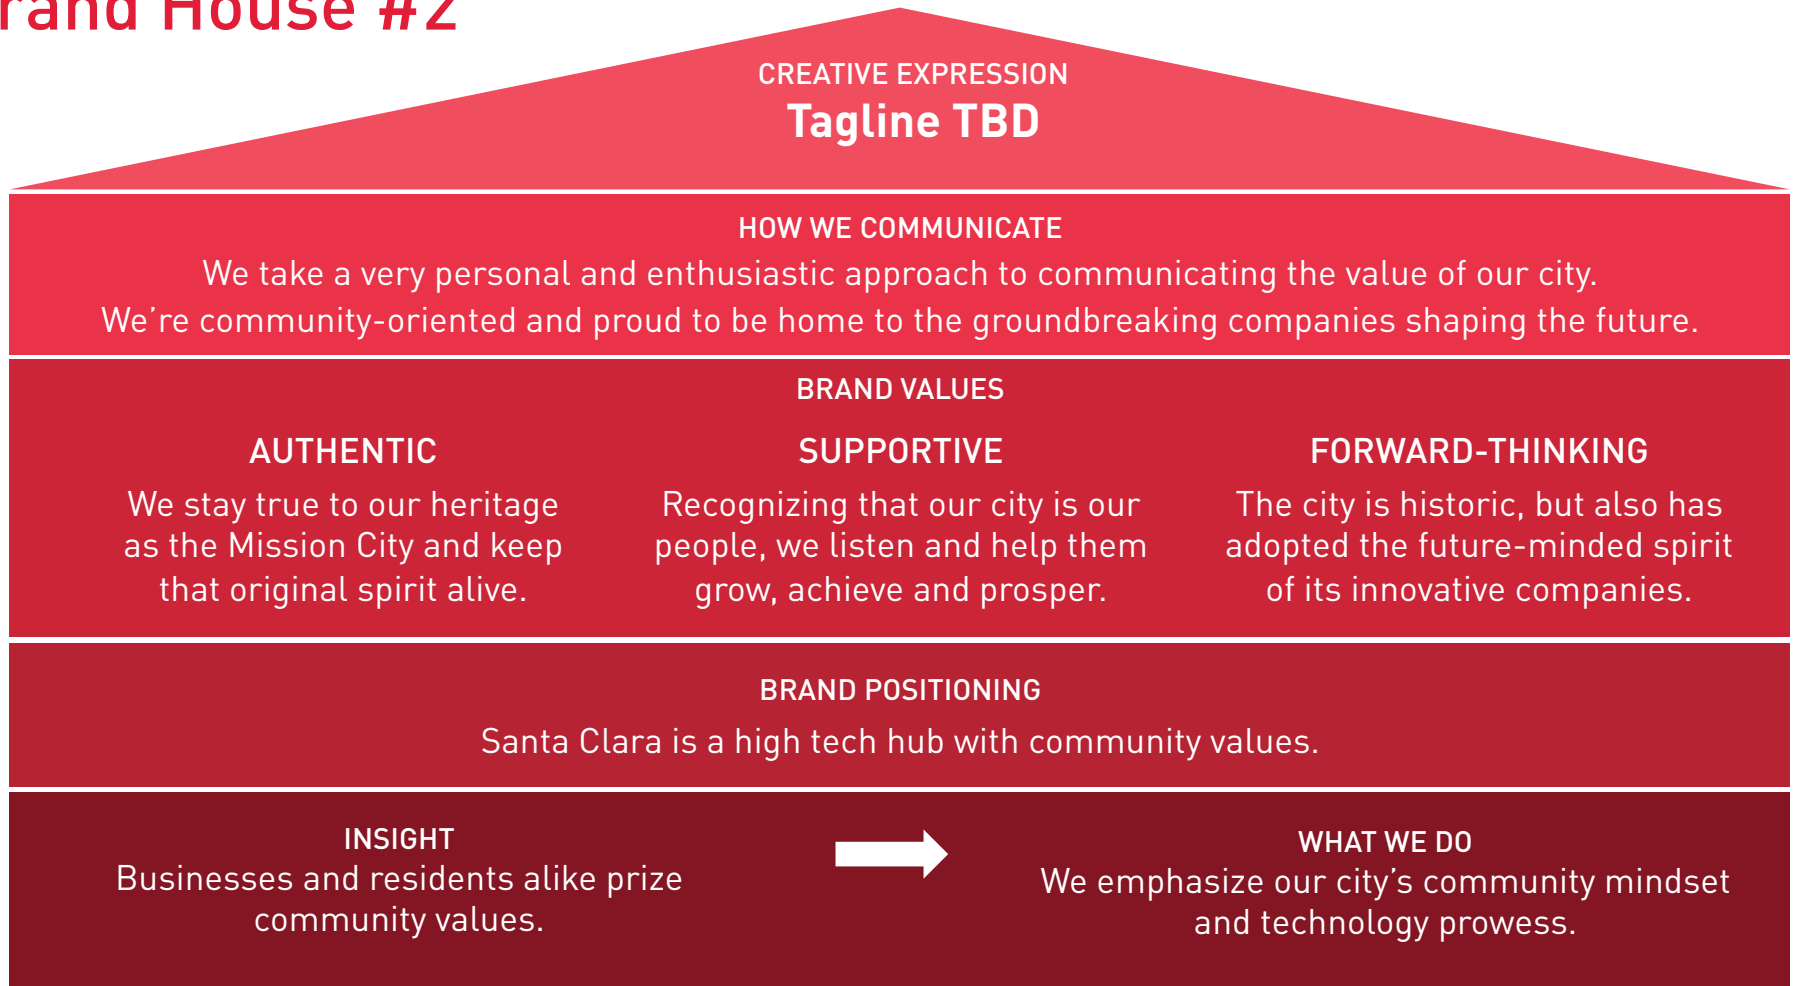 rand House #2
CREATIVE EXPRESSION
Tagline TBD
HOW WE COMMUNICATE
We take a very personal and enthusiastic approach to communicating the value of our city.
We're community-oriented and proud to be home to the groundbreaking companies shaping the future.
BRAND VALUES
AUTHENTIC
We stay true to our heritage
as the Mission City and keep
that original spirit alive.
SUPPORTIVE
Recognizing that our city is our
people, we listen and help them
grow, achieve and prosper.
FORWARD-THINKING
The city is historic, but also has
adopted the future-minded spirit
of its innovative companies.
BRAND POSITIONING
Santa Clara is a high tech hub with community values.
INSIGHT
Businesses and residents alike prize
community values.
WHAT WE DO
We emphasize our city's community mindset
and technology prowess.